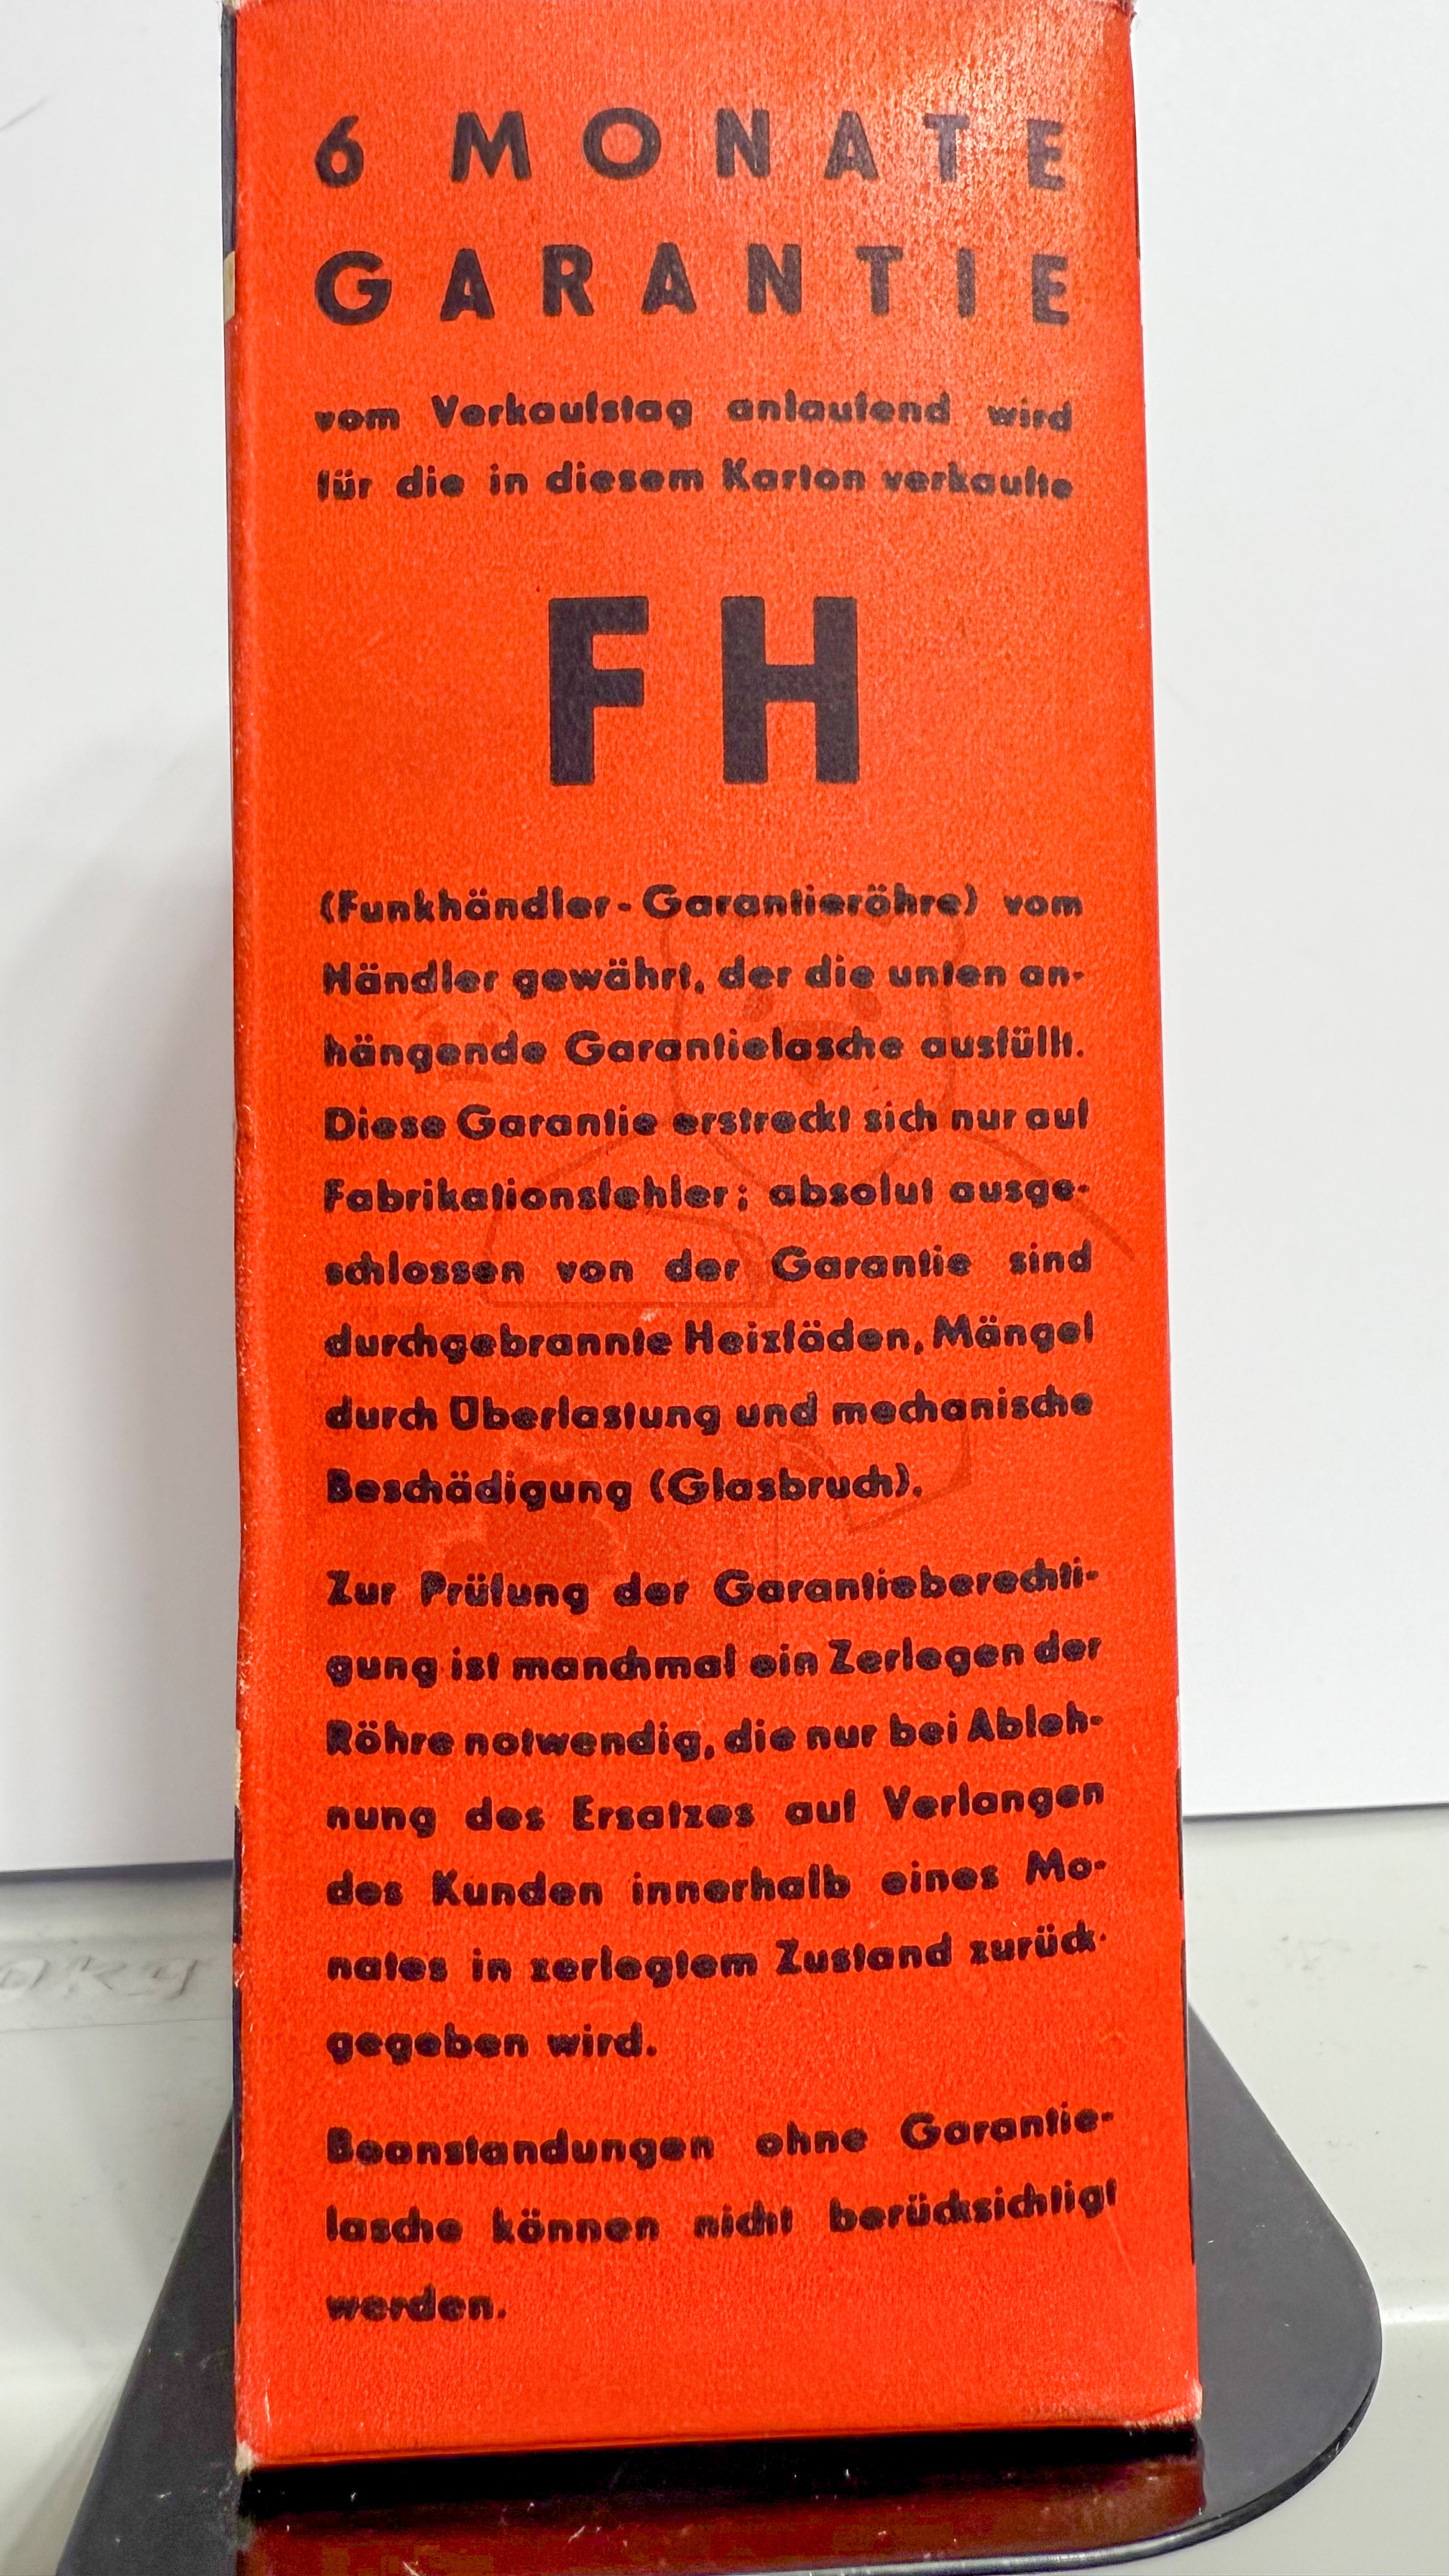 6 MONATE
GARANTIE
vom Verkaufstag anlaufend wird
für die in diesem Karton verkaufte
FH
(Funkhändler-Garantieröhre) vom
Händler gewährt, der die unten an-
hängende Garantielasche ausfüllt.
Diese Garantie erstreckt sich nur auf
Fabrikationsfehler; absolut ausge-
schlossen von der Garantie sind
durchgebrannte Heizfäden, Mängel
durch Überlastung und mechanische
Beschädigung (Glasbruch).
Zur Prüfung der Garantieberechti-
gung ist manchmal ein Zerlegen der
Röhre notwendig, die nur bei Ableh-
nung des Ersatzes auf Verlangen
des Kunden innerhalb eines Mo-
nates in zerlegtem Zustand zurück-
gegeben wird.
Beanstandungen ohne Garantie-
lasche können nicht berücksichtigt
werden.